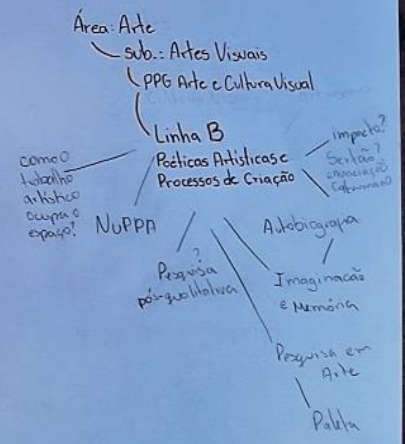 Área: Arte
sub.: Artes Visuais
PPG Arte e Cultura Visual
Linha B
Poéticas Artísticas e
Processos de Criação
como o
trabalho
artístico
ocupa o
espaço?
NuPPA
?
Pesquisa
pós-qualitativa
impacto?
Sertão?
enunciação
Autobiografia
Imaginação
e Memória
Pesquisa em
Arte
Paleta